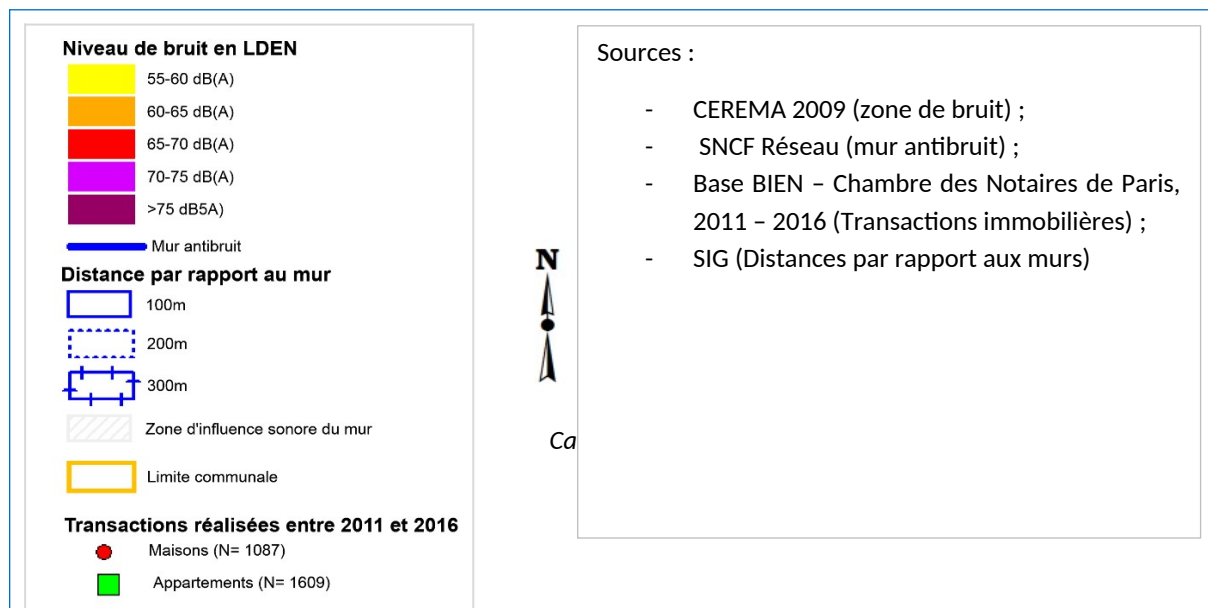 Niveau de bruit en LDEN
55-60 dB(A)
60-65 dB(A)
65-70 dB(A)
70-75 dB(A)
>75 dB5A)
Mur antibruit
Distance par rapport au mur
100m
200m
300m
Zone d'influence sonore du mur
Limite communale
Transactions réalisées entre 2011 et 2016
Maisons (N= 1087)
Appartements (N= 1609)
N
Ca
Sources :
- CEREMA 2009 (zone de bruit) ;
- SNCF Réseau (mur antibruit) ;
- Base BIEN – Chambre des Notaires de Paris,
2011 – 2016 (Transactions immobilières) ;
- SIG (Distances par rapport aux murs)